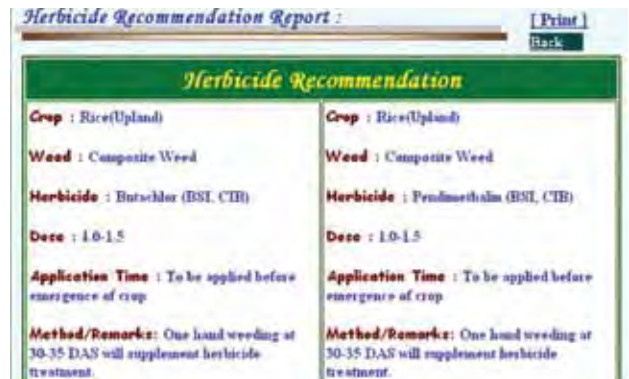 Herbicide Recommendation Report :
[ Print ]
Back
Herbicide Recommendation
Crop : Rice(Upland)
Weed : Composite Weed
Herbicide : Butachlor (BSI, CIB)
Dose : 1.0-1.5
Application Time : To be applied before
emergence of crop
Method/Remarks: One hand weeding at
30-35 DAS will supplement herbicide
treatment.
Crop : Rice(Upland)
Weed : Composite Weed
Herbicide : Pendimethalin (BSI, CIB)
Dose : 1.0-1.5
Application Time : To be applied before
emergence of crop
Method/Remarks: One hand weeding at
30-35 DAS will supplement herbicide
treatment.